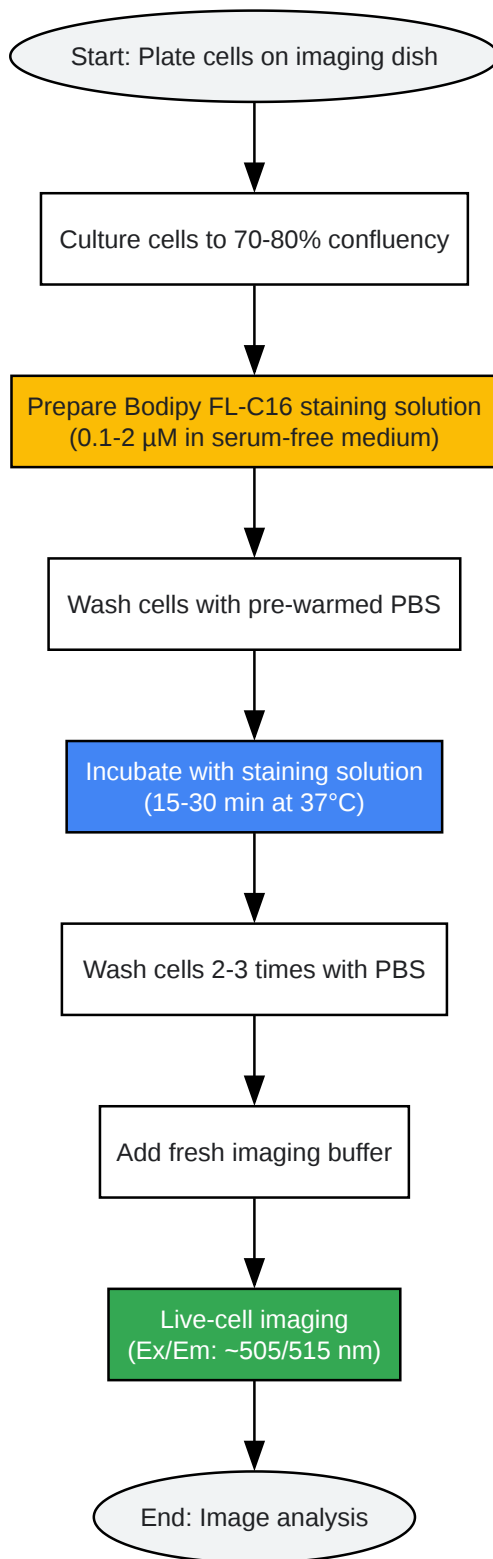 Start: Plate cells on imaging dish
Culture cells to 70-80% confluency
Prepare Bodipy FL-C16 staining solution
(0.1-2 µM in serum-free medium)
Wash cells with pre-warmed PBS
Incubate with staining solution
(15-30 min at 37°C)
Wash cells 2-3 times with PBS
Add fresh imaging buffer
Live-cell imaging
(Ex/Em: ~505/515 nm)
End: Image analysis